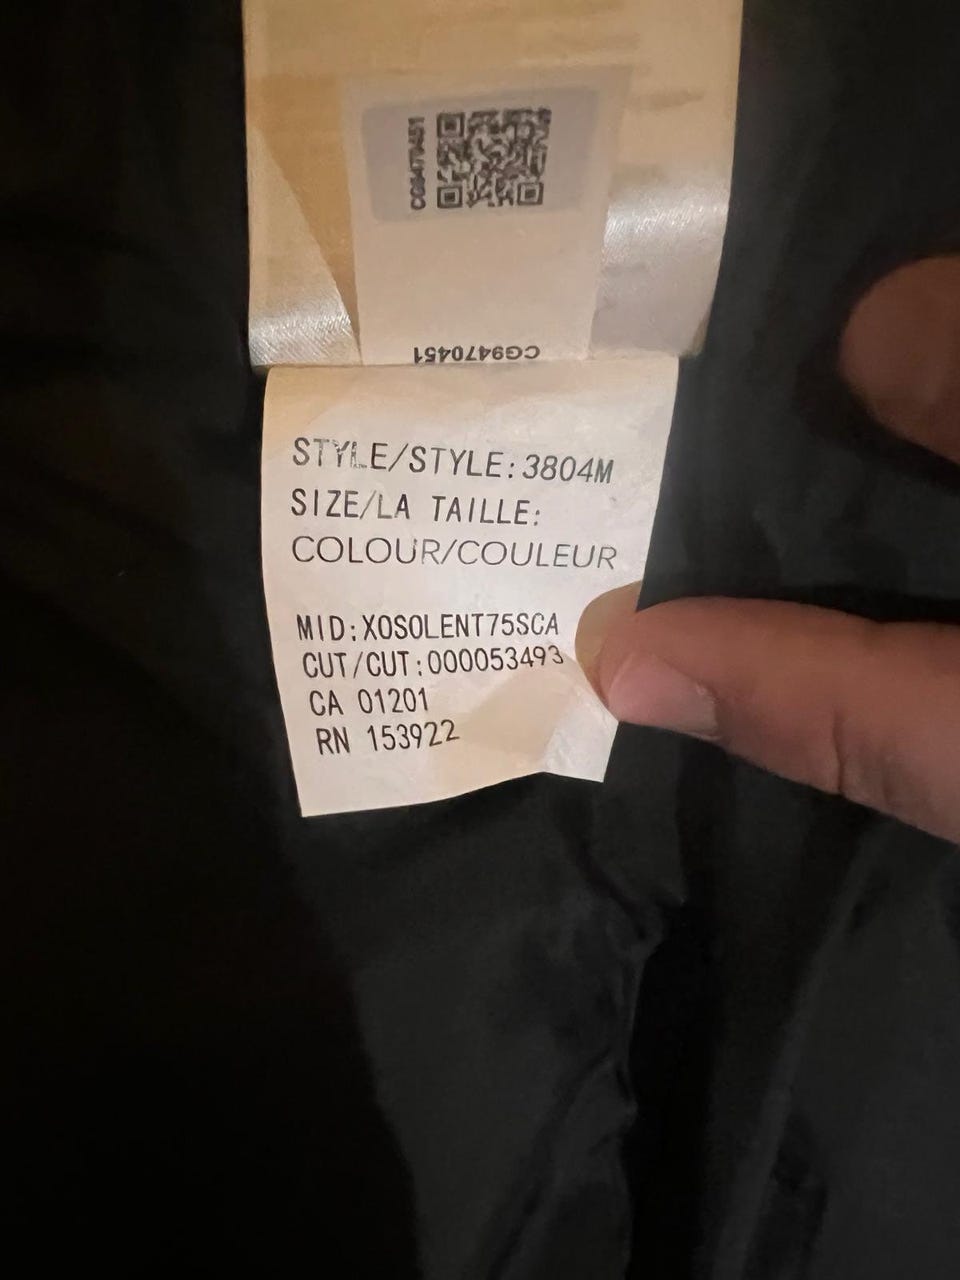 CG9470451
CG9470451
STYLE/STYLE: 3804M
SIZE/LA TAILLE:
COLOUR/COULEUR
MID: XOSOLENT75SCA
CUT/CUT: 000053493
CA 01201
RN 153922